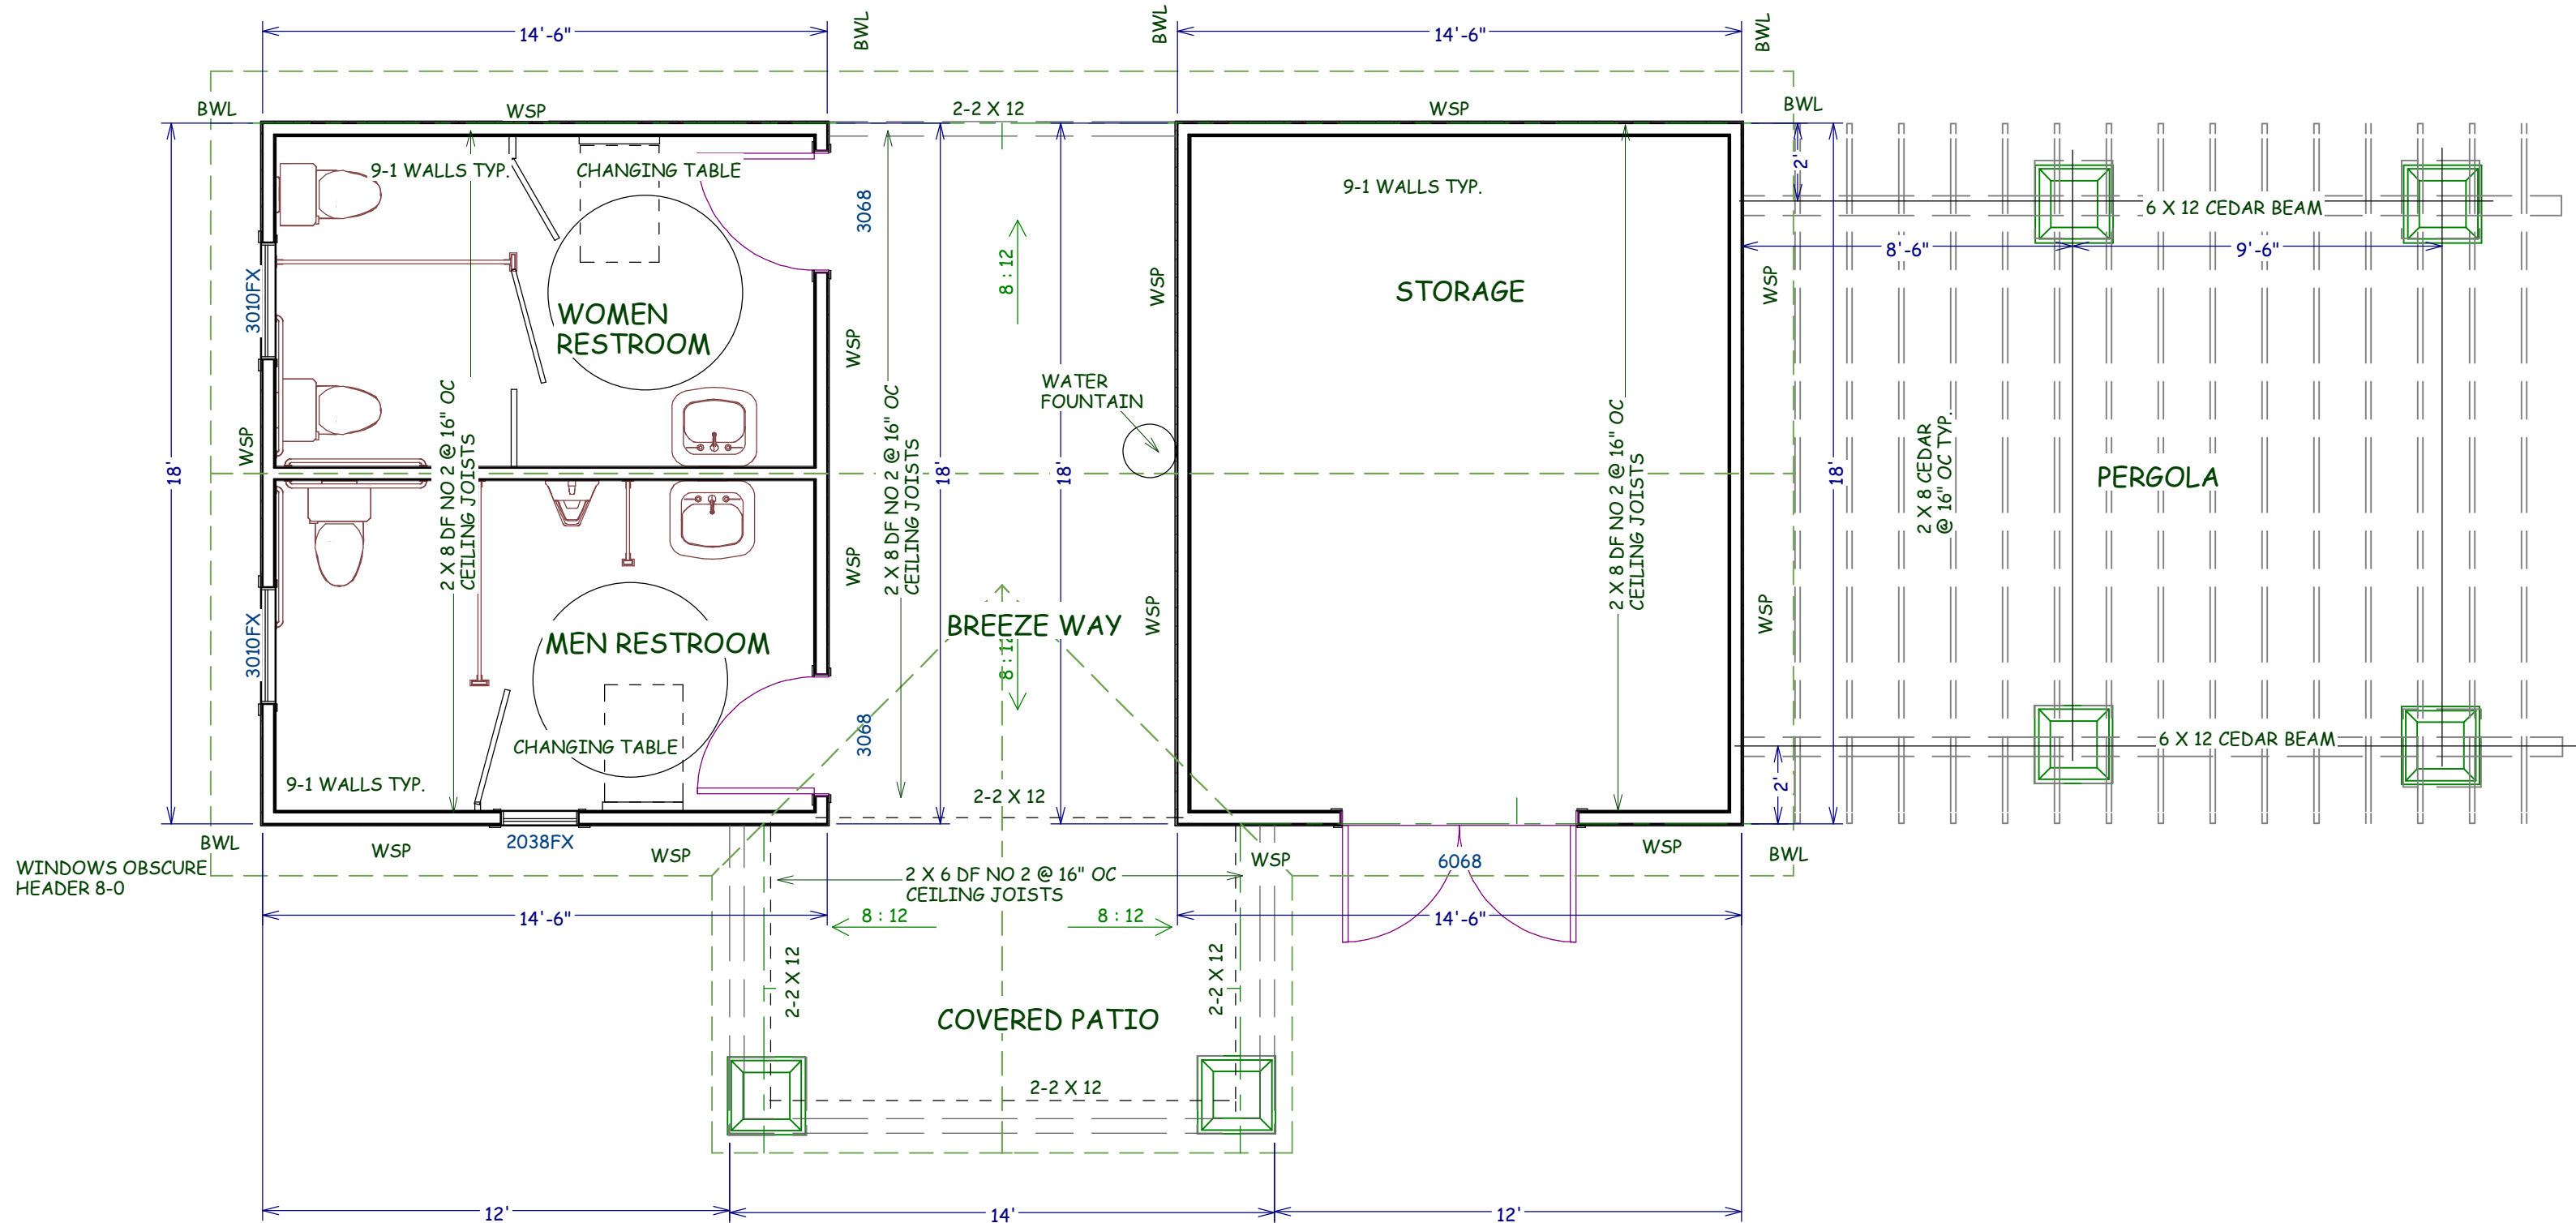 14'-6"
BWL
BWL
14'-6"
BWL
BWL
WSP
2-2 X 12
WSP
BWL
9-1 WALLS TYP.
CHANGING TABLE
3068
9-1 WALLS TYP.
2'
6 X 12 CEDAR BEAM
8'-6"
9'-6"
3010FX
WOMEN
RESTROOM
8 : 12
WSP
STORAGE
WSP
WSP
WATER
FOUNTAIN
WSP
18'
2 X 8 DF NO 2 @ 16" OC
CEILING JOISTS
2 X 8 DF NO 2 @ 16" OC
CEILING JOISTS
18'
18'
2 X 8 DF NO 2 @ 16" OC
CEILING JOISTS
18'
2 X 8 CEDAR
@ 16" OC TYP.
PERGOLA
WSP
3010FX
MEN RESTROOM
BREEZE WAY
8 : 12
WSP
WSP
3068
CHANGING TABLE
9-1 WALLS TYP.
2-2 X 12
2'
6 X 12 CEDAR BEAM
BWL
WSP
2038FX
WSP
WSP
6068
WSP
BWL
WINDOWS OBSCURE
HEADER 8-0
2 X 6 DF NO 2 @ 16" OC
CEILING JOISTS
14'-6"
8 : 12
8 : 12
14'-6"
2-2 X 12
2-2 X 12
COVERED PATIO
2-2 X 12
12'
14'
12'